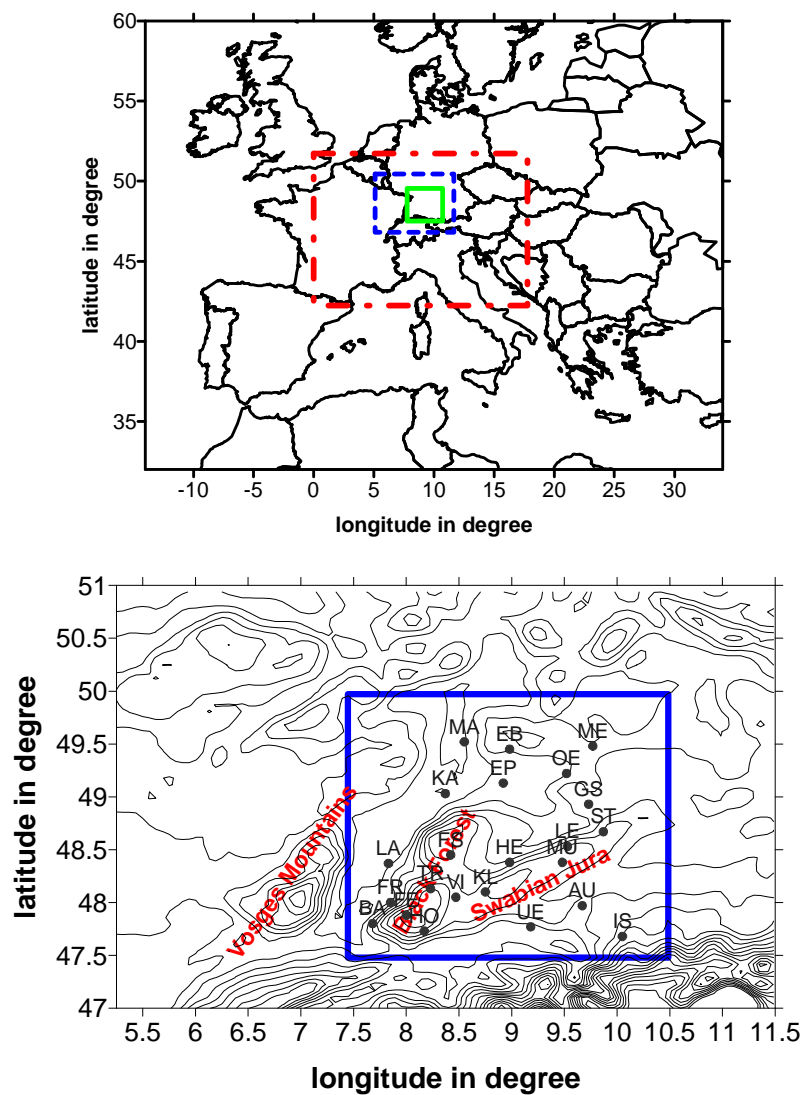 60
55
50
45
40
35
latitude in degree
-10 -5 0 5 10 15 20 25 30
longitude in degree
51
50.5
50
49.5
49
48.5
48
47.5
47
latitude in degree
MA EB ME
OE
EP
KA
GS
ST
LE
FS
HE MU
LA
TR
KL
VI
FR
AU
BA
HO
UE
IS
Vosges Mountains
Black Forest
Swabian Jura
5.5 6 6.5 7 7.5 8 8.5 9 9.5 10 10.5 11 11.5
longitude in degree